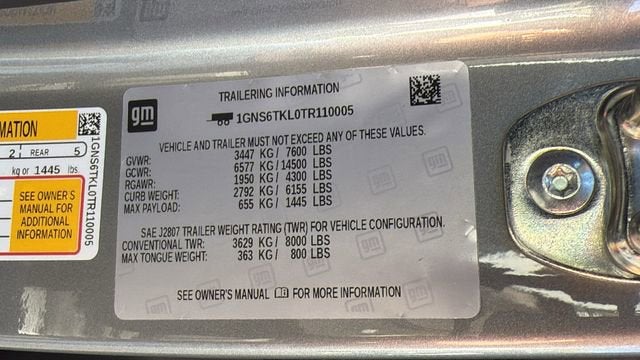 MATION
2 REAR 5
kg or 1445 lbs
SEE OWNER'S
MANUAL FOR
ADDITIONAL
INFORMATION
1GNS6TKL0TR110005
gm
TRAILERING INFORMATION
1GNS6TKL0TR110005
VEHICLE AND TRAILER MUST NOT EXCEED ANY OF THESE VALUES.
GVWR: 3447 KG / 7600 LBS
GCWR: 6577 KG / 14500 LBS
RGAWR: 1950 KG / 4300 LBS
CURB WEIGHT: 2792 KG / 6155 LBS
MAX PAYLOAD: 655 KG / 1445 LBS
SAE J2807 TRAILER WEIGHT RATING (TWR) FOR VEHICLE CONFIGURATION.
CONVENTIONAL TWR: 3629 KG / 8000 LBS
MAX TONGUE WEIGHT: 363 KG / 800 LBS
SEE OWNER'S MANUAL FOR MORE INFORMATION